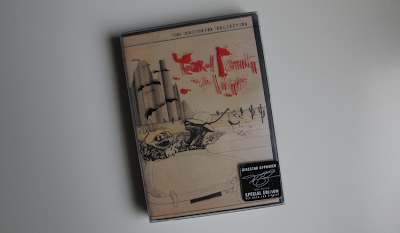 THE CRITERION COLLECTION
Fear and Loathing
in Las Vegas
DIRECTOR APPROVED
SPECIAL EDITION